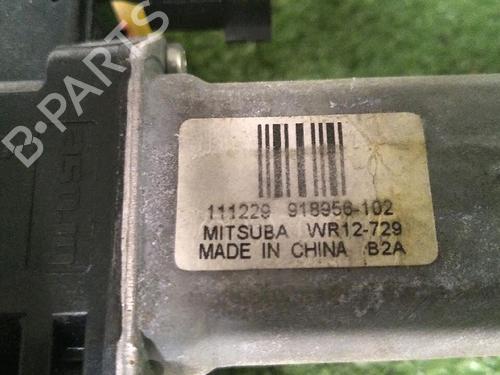 B-PARTS
111229 918956-102
MITSUBA WR12-729
MADE IN CHINA B2A